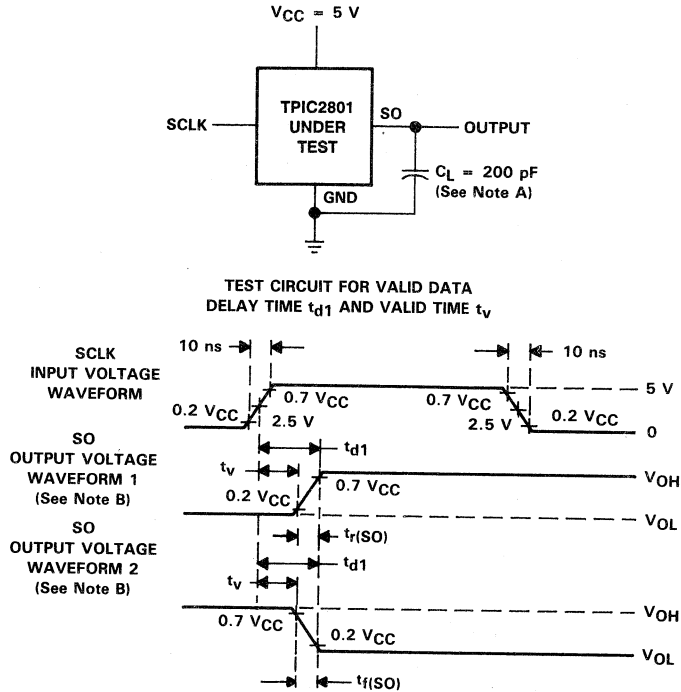 VCC = 5 V
TPIC2801
UNDER
TEST
SCLK
SO
OUTPUT
CL = 200 pF
(See Note A)
GND
TEST CIRCUIT FOR VALID DATA
DELAY TIME td1 AND VALID TIME tv
SCLK
INPUT VOLTAGE
WAVEFORM
10 ns
10 ns
0.7 VCC
0.7 VCC
5 V
0.2 VCC
2.5 V
2.5 V
0.2 VCC
0
SO
OUTPUT VOLTAGE
WAVEFORM 1
(See Note B)
td1
tv
0.2 VCC
0.7 VCC
VOH
VOL
tr(SO)
SO
OUTPUT VOLTAGE
WAVEFORM 2
(See Note B)
td1
tv
0.7 VCC
0.2 VCC
VOH
VOL
tf(SO)